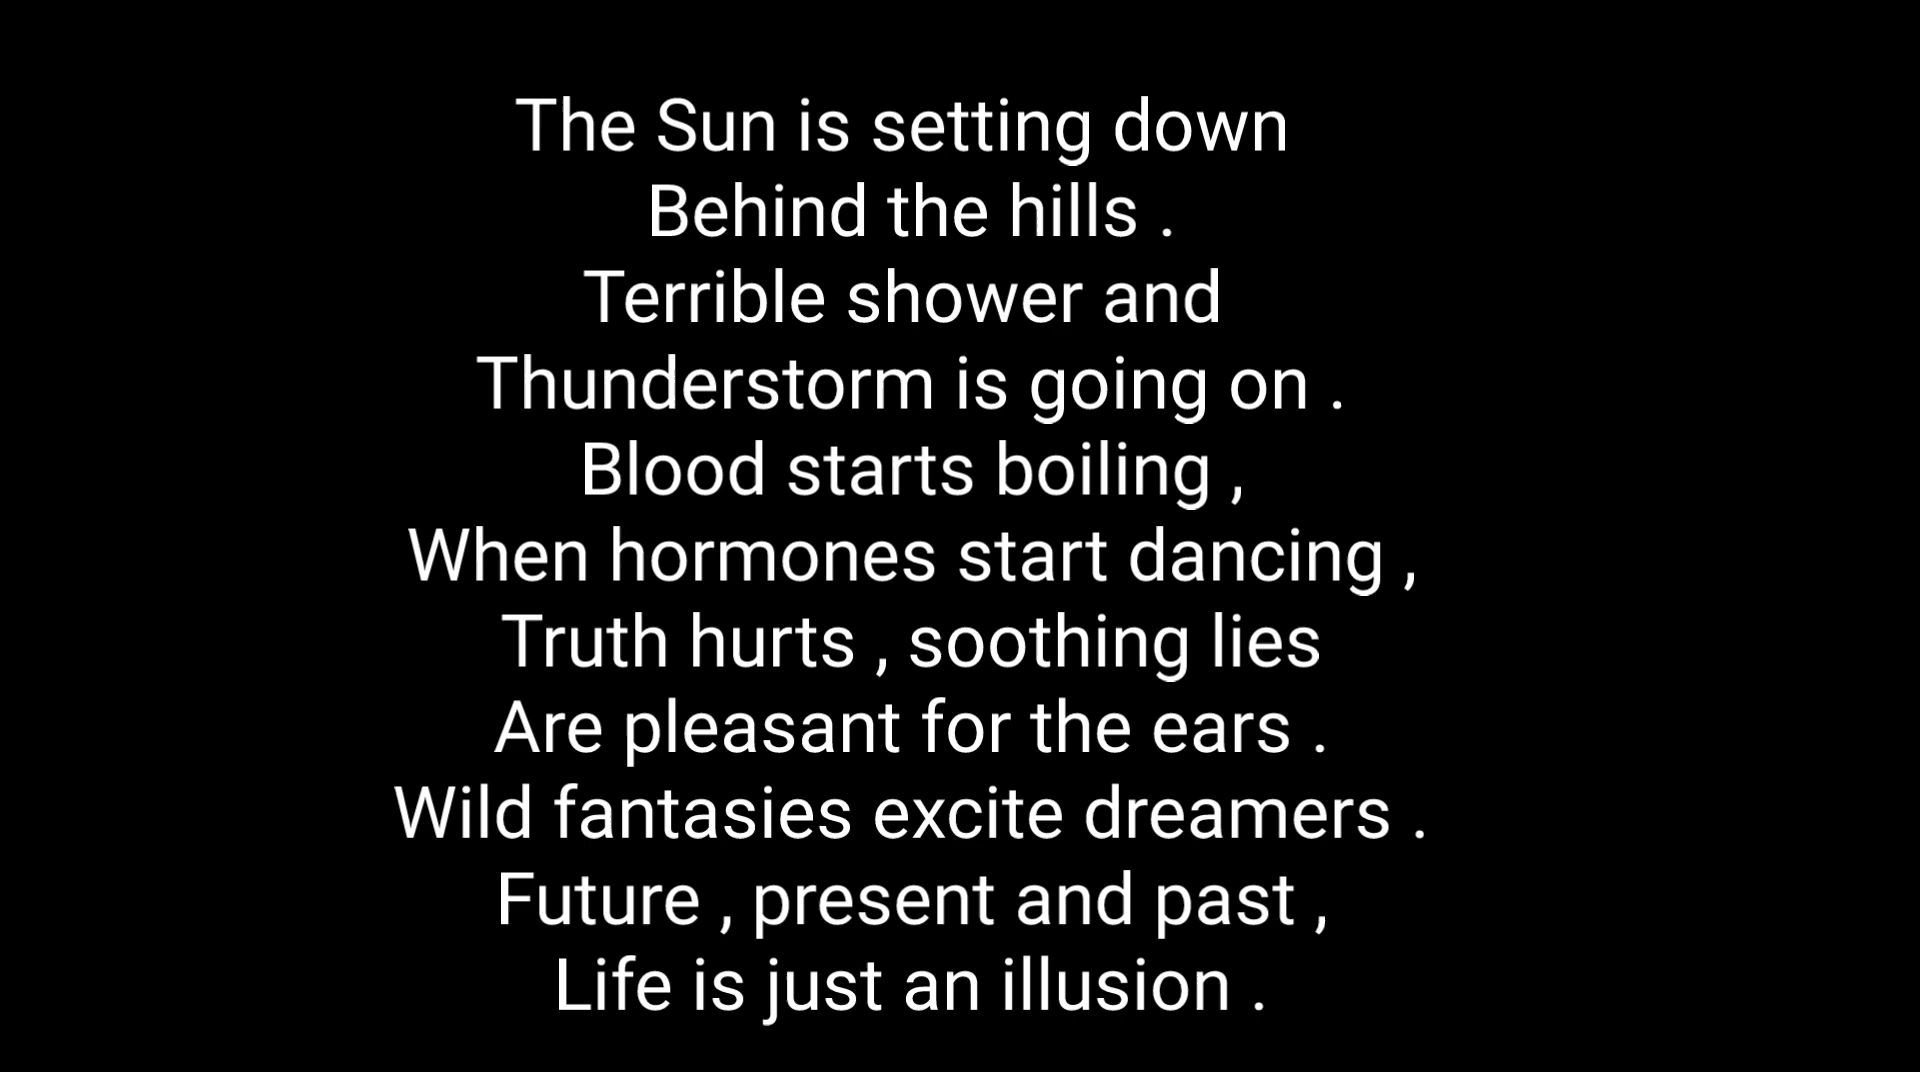 The Sun is setting down
Behind the hills .
Terrible shower and
Thunderstorm is going on .
Blood starts boiling ,
When hormones start dancing ,
Truth hurts , soothing lies
Are pleasant for the ears .
Wild fantasies excite dreamers .
Future , present and past ,
Life is just an illusion .